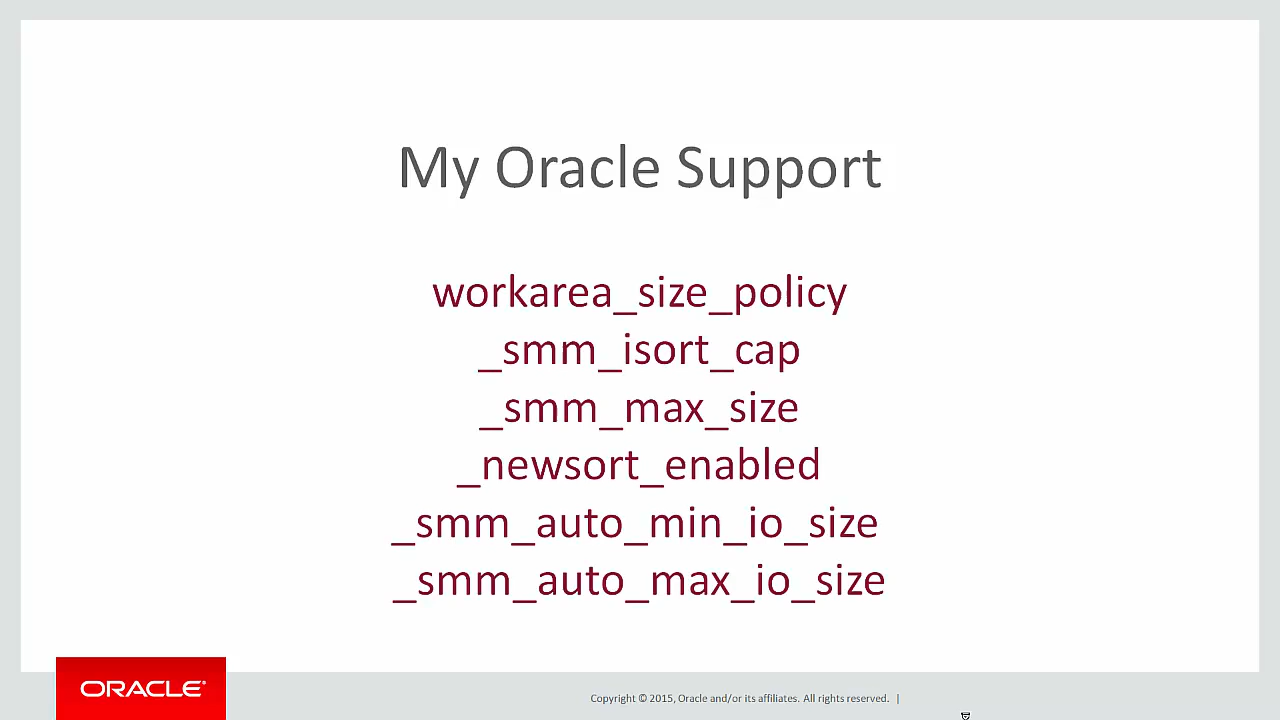 My Oracle Support
workarea_size_policy
_smm_isort_cap
_smm_max_size
_newsort_enabled
_smm_auto_min_io_size
_smm_auto_max_io_size
ORACLE®
Copyright © 2015, Oracle and/or its affiliates. All rights reserved. |